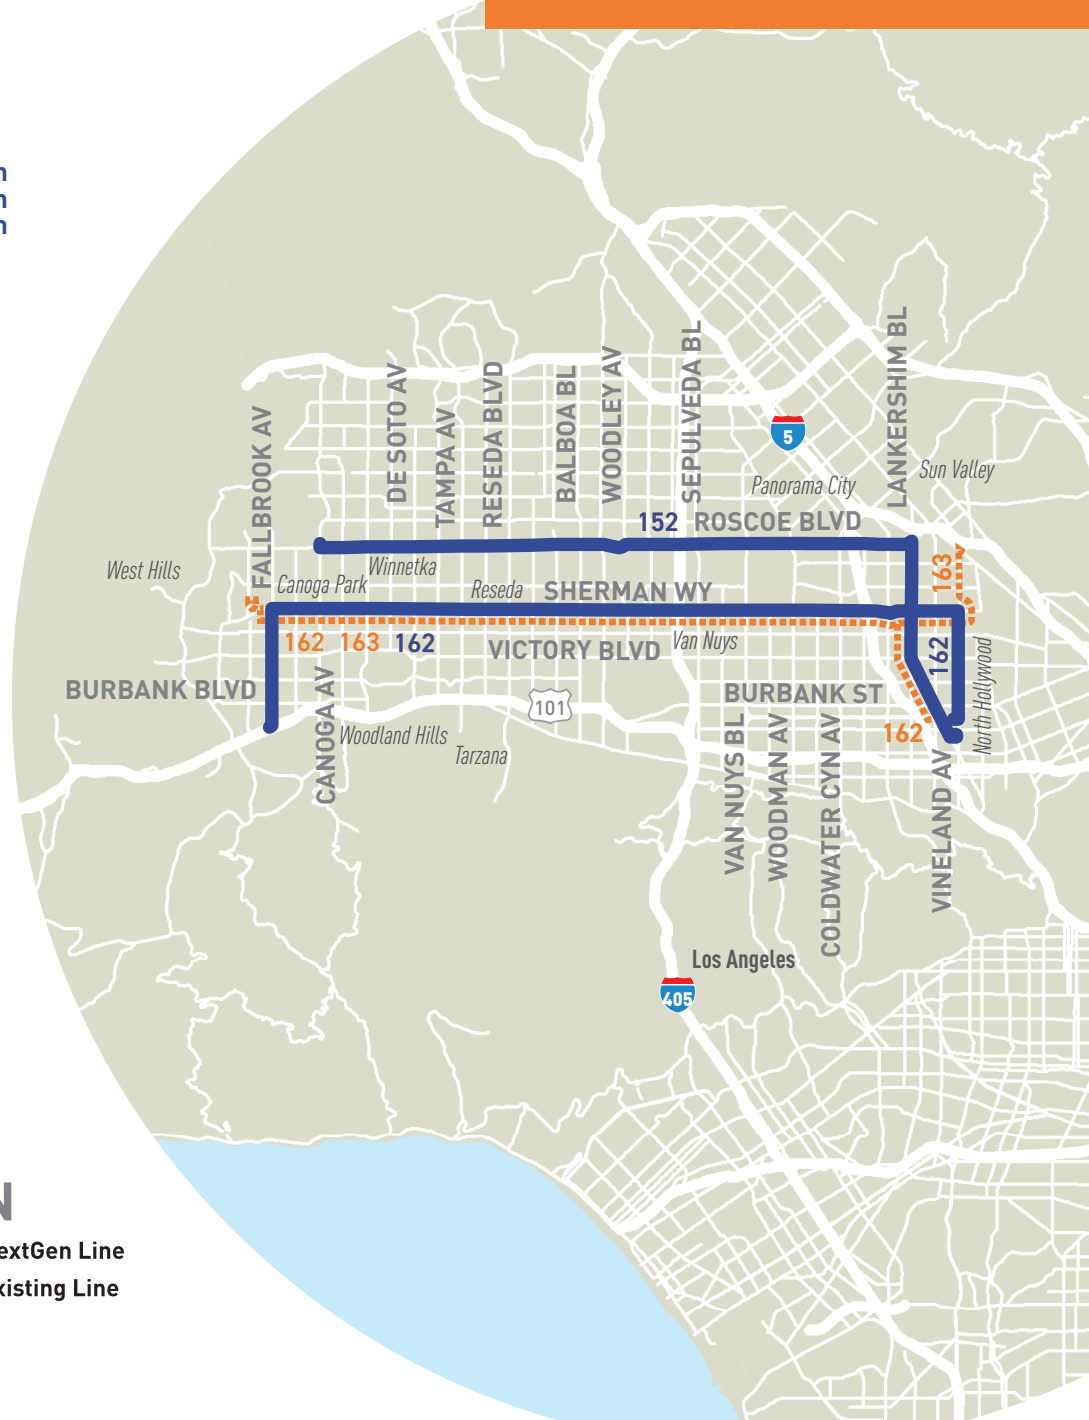 LANKERSHIM BL
SEPULVEDA BL
WOODLEY AV
RESEDA BLVD
DE SOTO AV
BALBOA BL
TAMPA AV
FALLBROOK AV
5
Sun Valley
Panorama City
152 ROSCOE BLVD
163
West Hills
Winnetka
Canoga Park
Reseda
SHERMAN WY
162 163 162
VICTORY BLVD
Van Nuys
162
North Hollywood
BURBANK BLVD
BURBANK ST
101
162
CANOGA AV
Woodland Hills
Tarzana
VAN NUYS BL
WOODMAN AV
COLDWATER CYN AV
VINELAND AV
Los Angeles
405
N
extGen Line
xisting Line